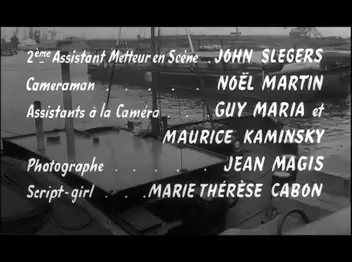 2ème Assistant Metteur en Scène . JOHN SLEGERS
Cameraman . . . . NOËL MARTIN
Assistants à la Caméra . . GUY MARIA et
MAURICE KAMINSKY
Photographe . . . . . JEAN MAGIS
Script-girl . . . MARIE THÉRÈSE CABON